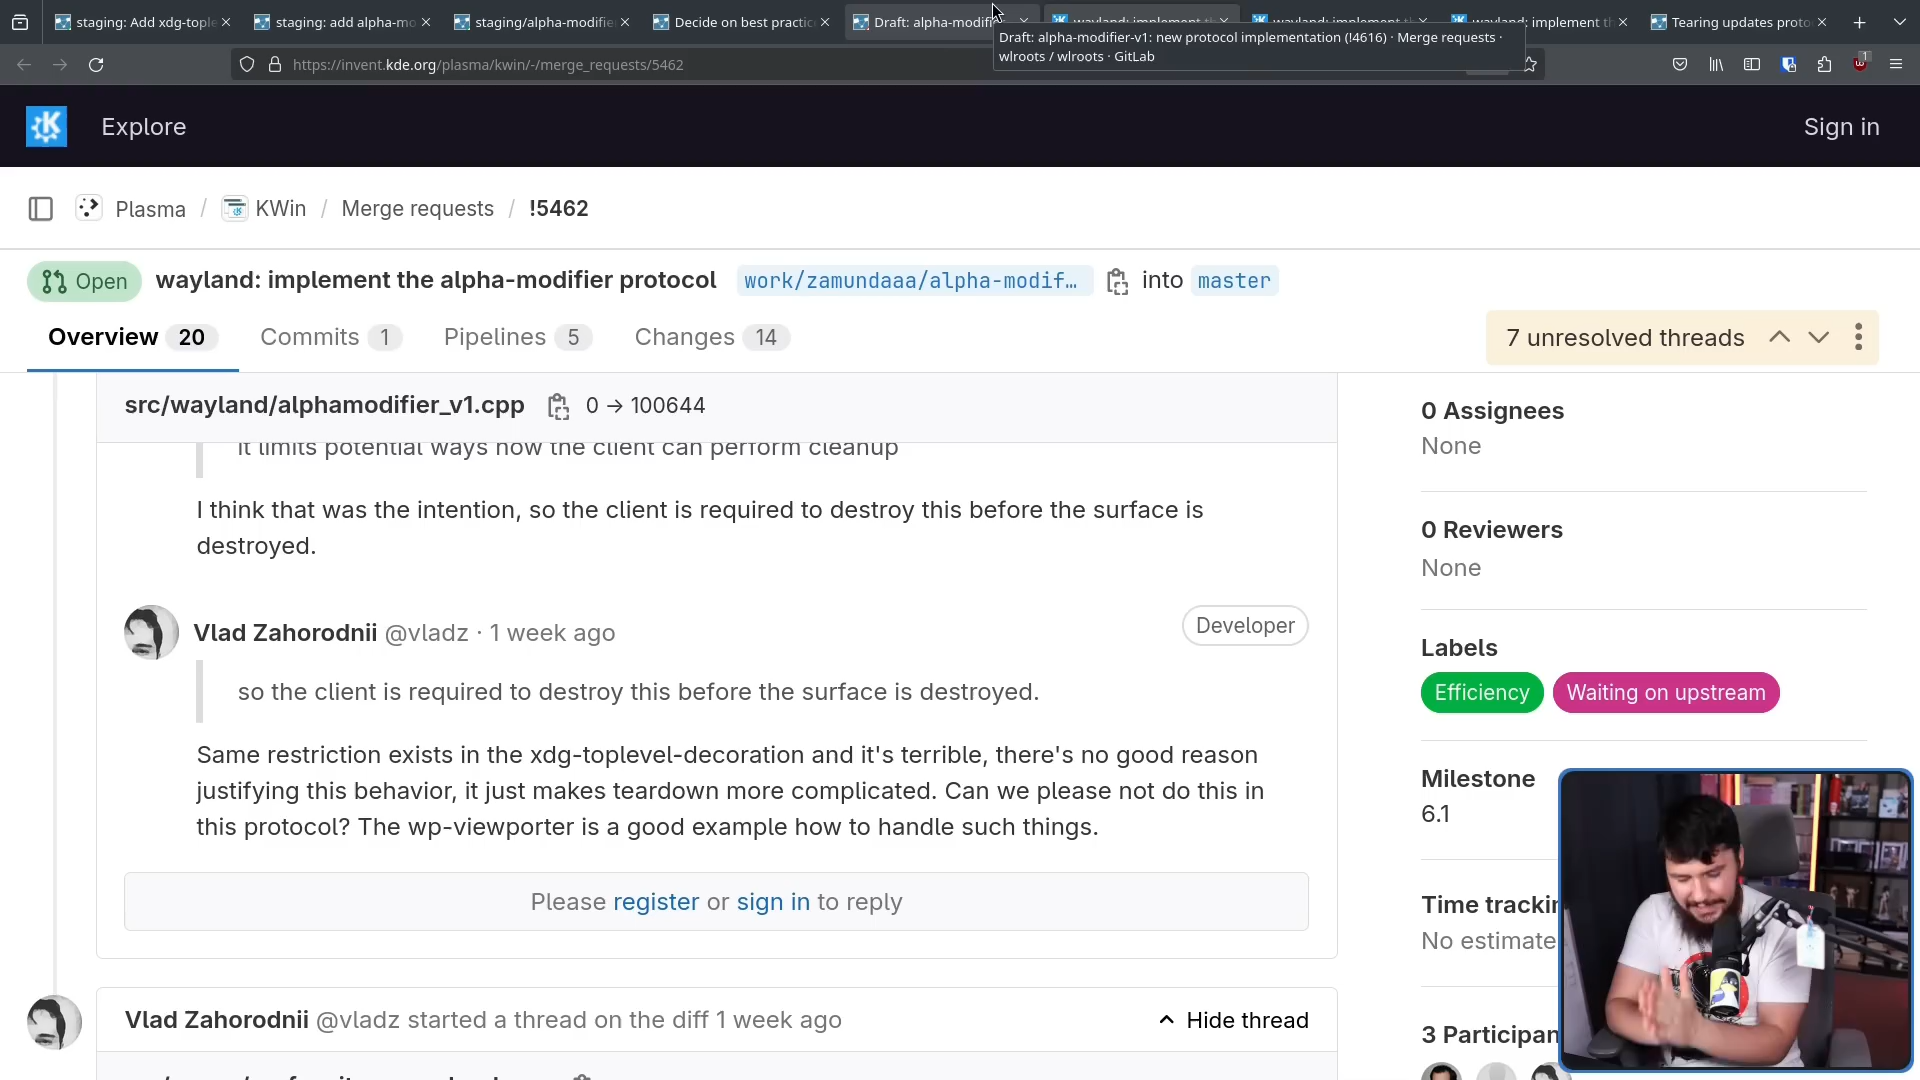 staging: Add xdg-tople
staging: add alpha-mo
staging/alpha-modifie
Decide on best practic
Draft: alpha-modifi
wayland: implement th
wayland: implement th
wayland: implement th
Tearing updates proto
Draft: alpha-modifier-v1: new protocol implementation (!4616) · Merge requests ·
wlroots / wlroots · GitLab
https://invent.kde.org/plasma/kwin/-/merge_requests/5462
1
Explore
Sign in
Plasma / KWin / Merge requests / !5462
Open wayland: implement the alpha-modifier protocol work/zamundaaa/alpha-modif… into master
Overview 20 Commits 1 Pipelines 5 Changes 14
7 unresolved threads
src/wayland/alphamodifier_v1.cpp 0 → 100644
it limits potential ways how the client can perform cleanup
I think that was the intention, so the client is required to destroy this before the surface is
destroyed.
Vlad Zahorodnii @vladz · 1 week ago
Developer
so the client is required to destroy this before the surface is destroyed.
Same restriction exists in the xdg-toplevel-decoration and it's terrible, there's no good reason
justifying this behavior, it just makes teardown more complicated. Can we please not do this in
this protocol? The wp-viewporter is a good example how to handle such things.
Please register or sign in to reply
Vlad Zahorodnii @vladz started a thread on the diff 1 week ago
Hide thread
0 Assignees
None
0 Reviewers
None
Labels
Efficiency Waiting on upstream
Milestone
6.1
Time trackin
No estimate
3 Participan